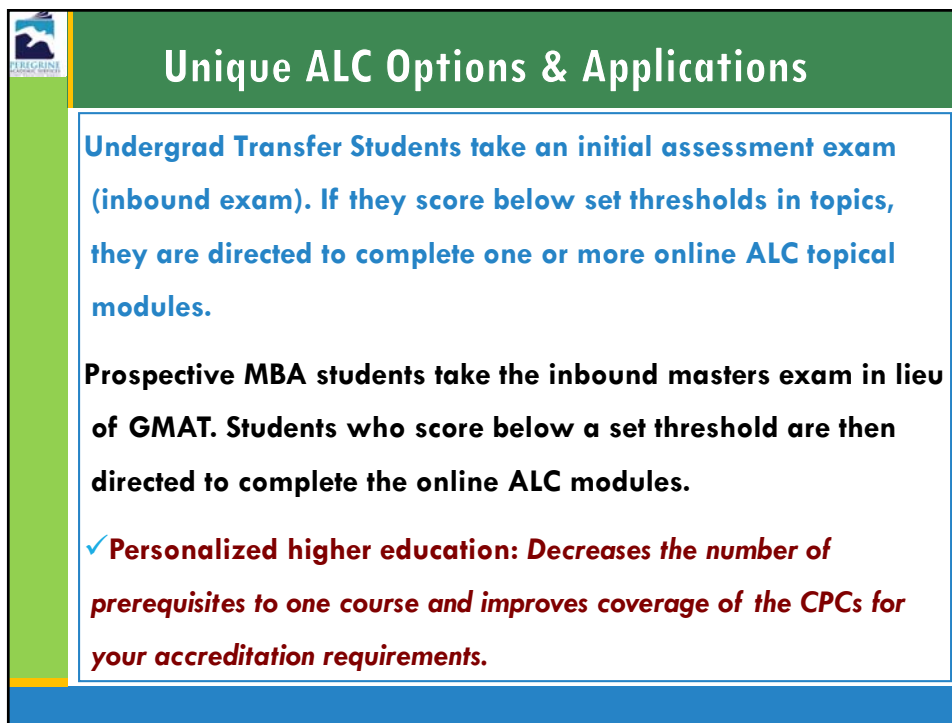 PEREGRINE
ACADEMIC SERVICES
Unique ALC Options & Applications
Undergrad Transfer Students take an initial assessment exam
(inbound exam). If they score below set thresholds in topics,
they are directed to complete one or more online ALC topical
modules.
Prospective MBA students take the inbound masters exam in lieu
of GMAT. Students who score below a set threshold are then
directed to complete the online ALC modules.
✓Personalized higher education: Decreases the number of
prerequisites to one course and improves coverage of the CPCs for
your accreditation requirements.